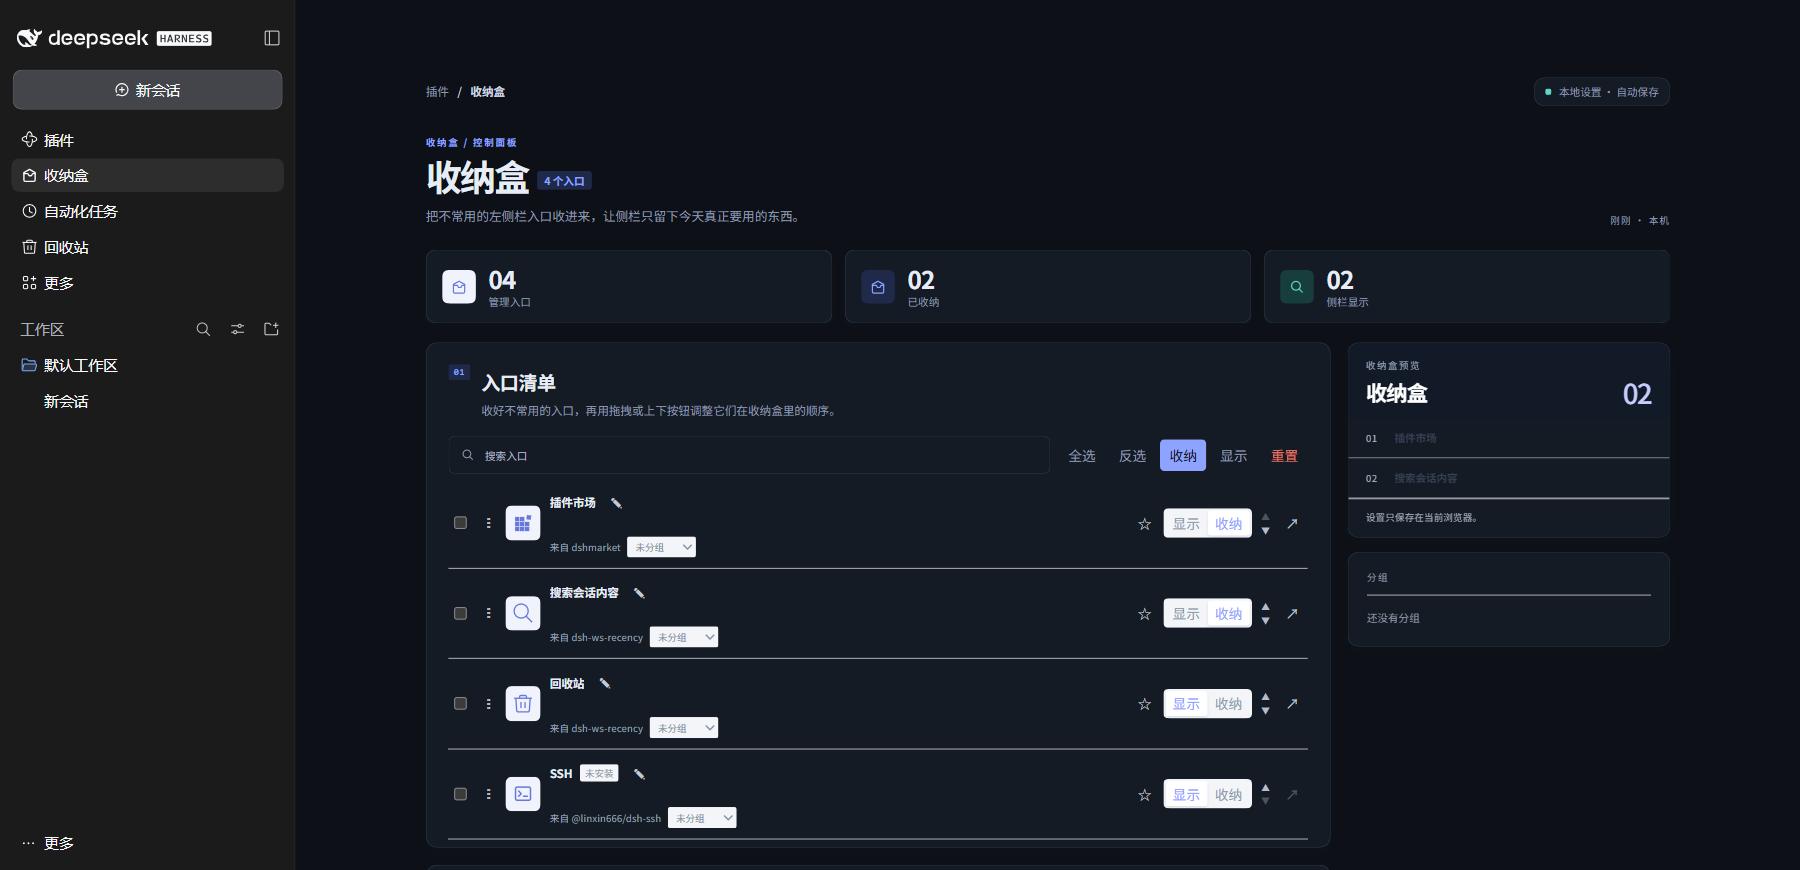 deepseek HARNESS
新会话
插件
收纳盒
自动化任务
回收站
更多
工作区
默认工作区
新会话
更多
插件 / 收纳盒
本地设置 · 自动保存
收纳盒 / 控制面板
收纳盒 4 个入口
把不常用的左侧栏入口收进来，让侧栏只留下今天真正要用的东西。
刚刚 · 本机
04
管理入口
02
已收纳
02
侧栏显示
01
入口清单
收好不常用的入口，再用拖拽或上下按钮调整它们在收纳盒里的顺序。
搜索入口
全选 反选 收纳 显示 重置
插件市场
来自 dshmarket 未分组
显示 收纳
搜索会话内容
来自 dsh-ws-recency 未分组
显示 收纳
回收站
来自 dsh-ws-recency 未分组
显示 收纳
SSH 未安装
来自 @linxin666/dsh-ssh 未分组
显示 收纳
收纳盒预览
收纳盒 02
01 插件市场
02 搜索会话内容
设置只保存在当前浏览器。
分组
还没有分组